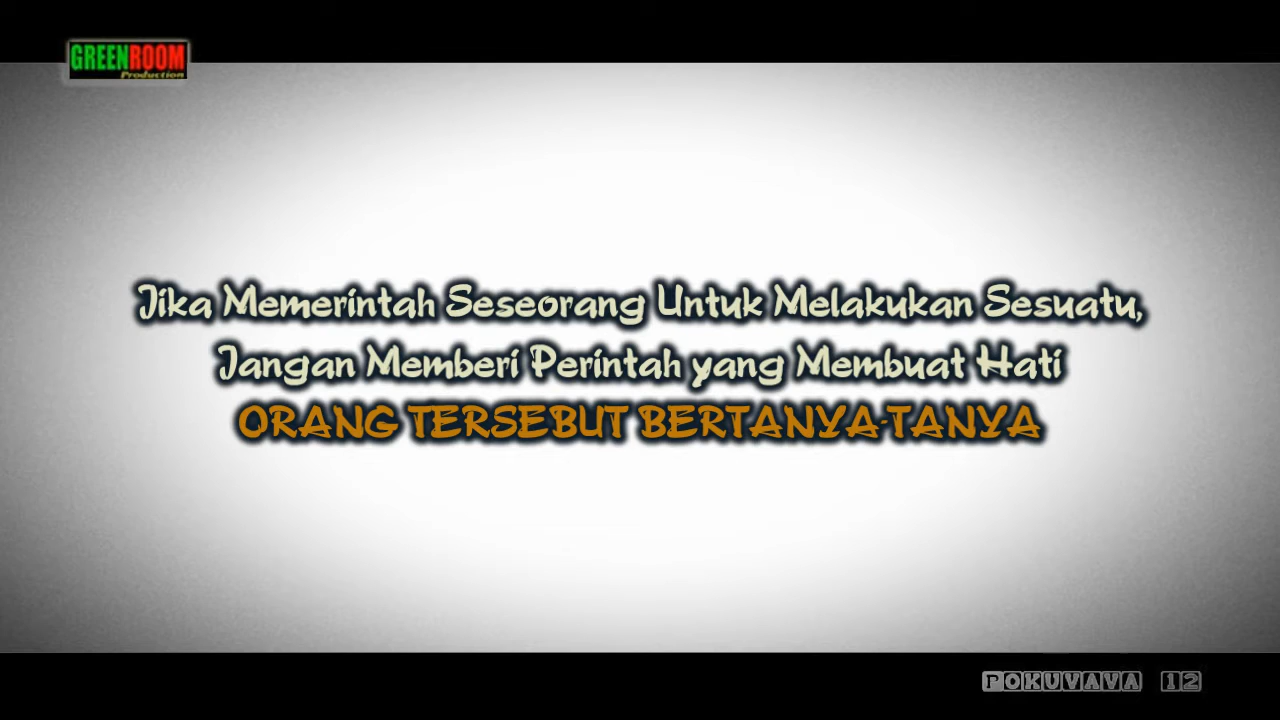 GREENROOM
Production
Jika Memerintah Seseorang Untuk Melakukan Sesuatu,
Jangan Memberi Perintah yang Membuat Hati
ORANG TERSEBUT BERTANYA-TANYA
POKUVAVA 12